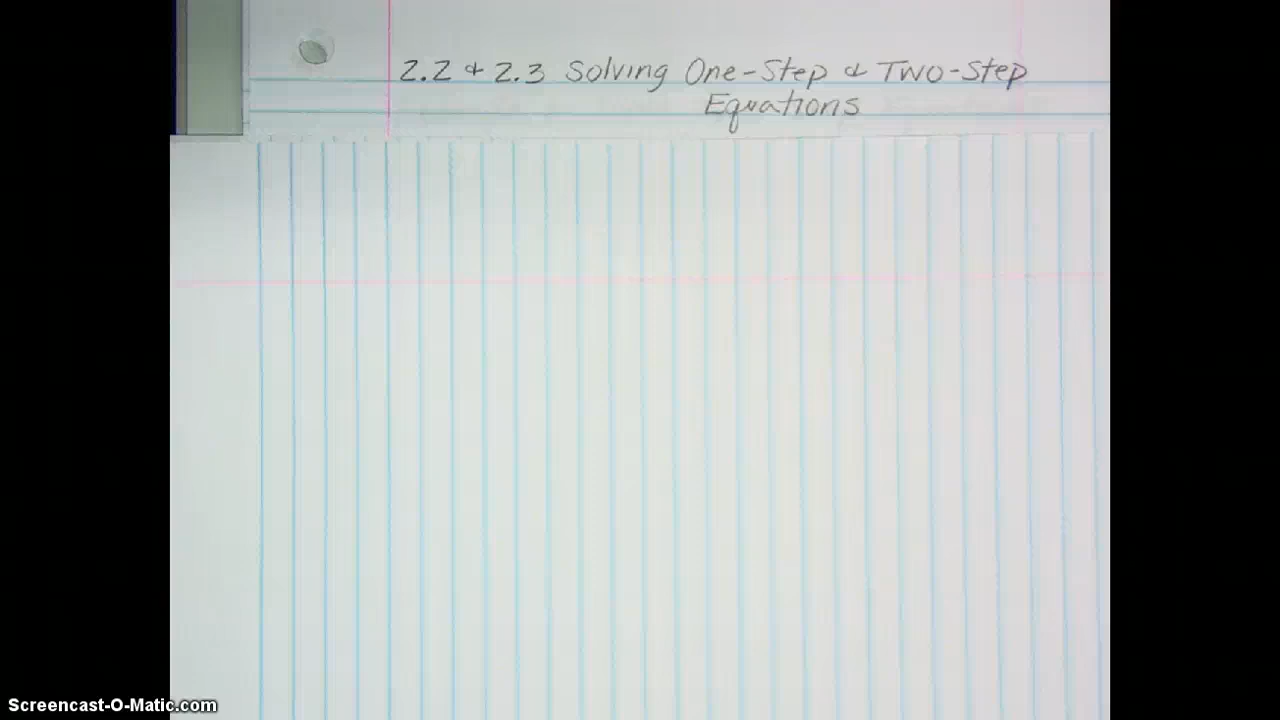 2.2 & 2.3 Solving One-Step & Two-Step
Equations
Screencast-O-Matic.com